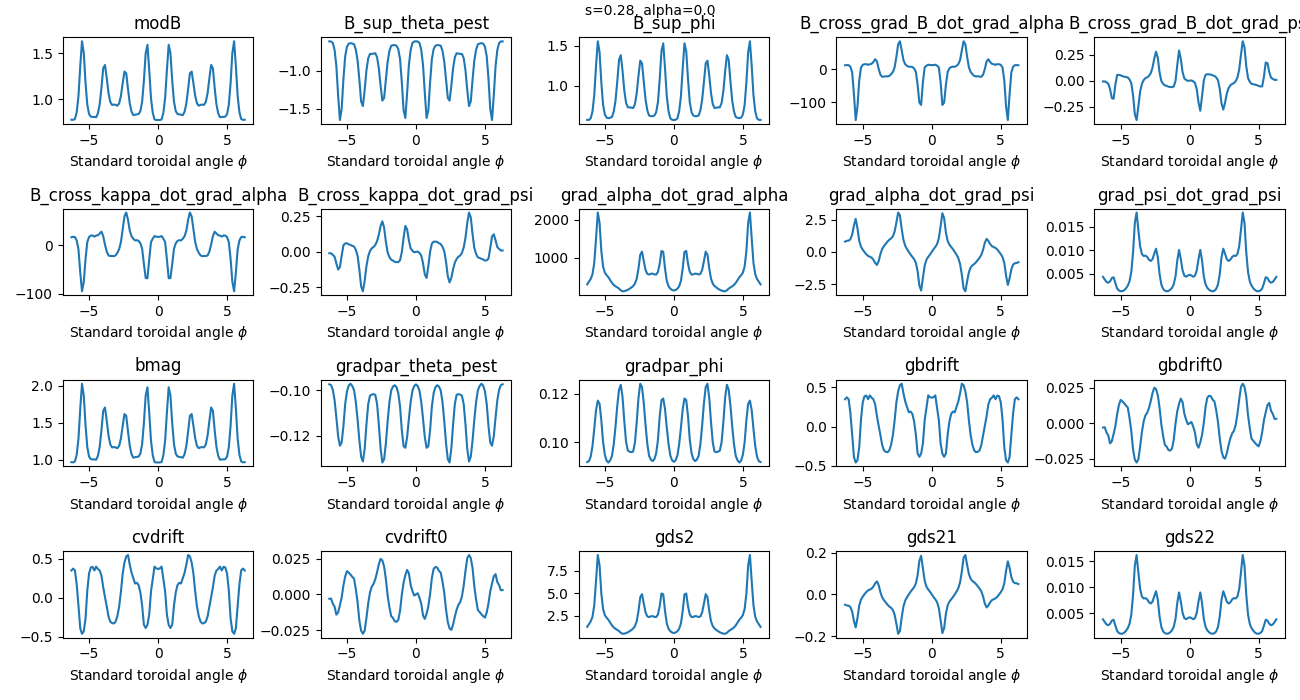 s=0.28, alpha=0.0
modB
B_sup_theta_pest
B_sup_phi
B_cross_grad_B_dot_grad_alpha
B_cross_grad_B_dot_grad_ps
1.5
1.0
−1.0
−1.5
1.5
1.0
0
−100
0.25
0.00
−0.25
−5 0 5
−5 0 5
−5 0 5
−5 0 5
−5 0 5
Standard toroidal angle ϕ
Standard toroidal angle ϕ
Standard toroidal angle ϕ
Standard toroidal angle ϕ
Standard toroidal angle ϕ
B_cross_kappa_dot_grad_alpha
B_cross_kappa_dot_grad_psi
grad_alpha_dot_grad_alpha
grad_alpha_dot_grad_psi
grad_psi_dot_grad_psi
0
−100
0.25
0.00
−0.25
2000
1000
2.5
0.0
−2.5
0.015
0.010
0.005
−5 0 5
−5 0 5
−5 0 5
−5 0 5
−5 0 5
Standard toroidal angle ϕ
Standard toroidal angle ϕ
Standard toroidal angle ϕ
Standard toroidal angle ϕ
Standard toroidal angle ϕ
bmag
gradpar_theta_pest
gradpar_phi
gbdrift
gbdrift0
2.0
1.5
1.0
−0.10
−0.12
0.12
0.10
0.5
0.0
−0.5
0.025
0.000
−0.025
−5 0 5
−5 0 5
−5 0 5
−5 0 5
−5 0 5
Standard toroidal angle ϕ
Standard toroidal angle ϕ
Standard toroidal angle ϕ
Standard toroidal angle ϕ
Standard toroidal angle ϕ
cvdrift
cvdrift0
gds2
gds21
gds22
0.5
0.0
−0.5
0.025
0.000
−0.025
7.5
5.0
2.5
0.2
0.0
−0.2
0.015
0.010
0.005
−5 0 5
−5 0 5
−5 0 5
−5 0 5
−5 0 5
Standard toroidal angle ϕ
Standard toroidal angle ϕ
Standard toroidal angle ϕ
Standard toroidal angle ϕ
Standard toroidal angle ϕ